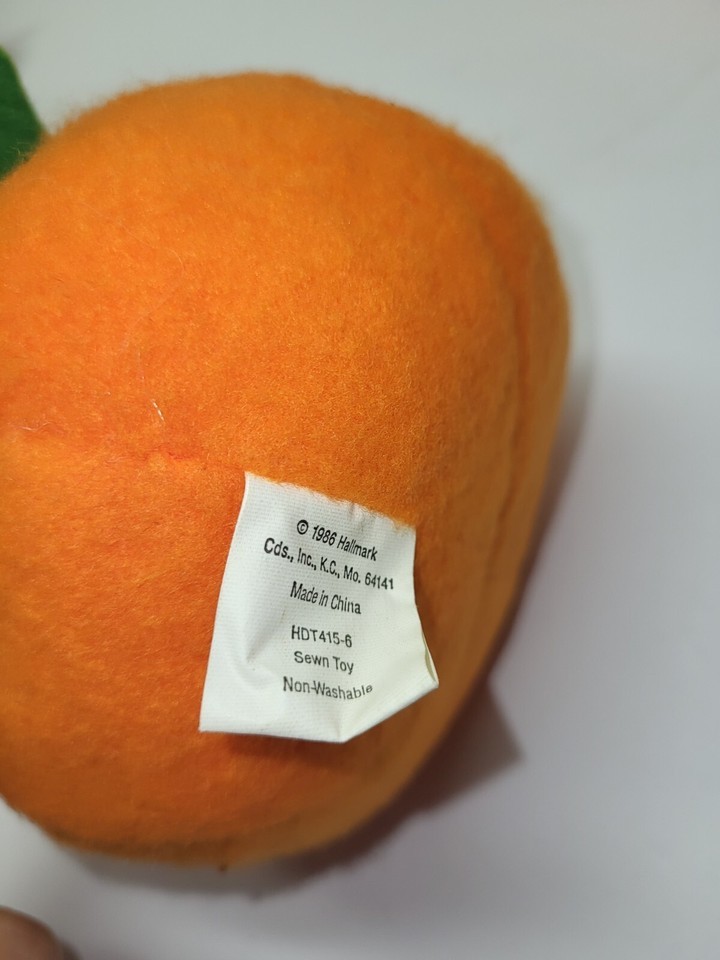 © 1986 Hallmark
Cds., Inc., K.C., Mo. 64141
Made in China
HDT415-6
Sewn Toy
Non-Washable